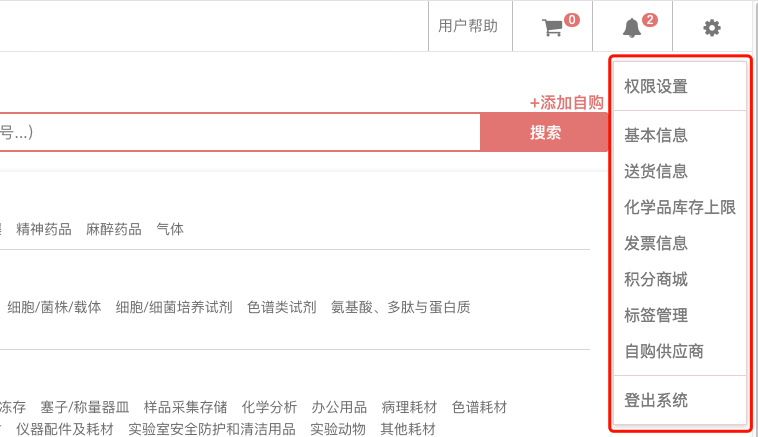 用户帮助 0 2
权限设置
+添加自购
号...) 搜索
基本信息
送货信息
化学品库存上限
精神药品 麻醉药品 气体
发票信息
积分商城
细胞/菌株/载体 细胞/细菌培养试剂 色谱类试剂 氨基酸、多肽与蛋白质
标签管理
自购供应商
登出系统
冻存 塞子/称量器皿 样品采集存储 化学分析 办公用品 病理耗材 色谱耗材
仪器配件及耗材 实验室安全防护和清洁用品 实验动物 其他耗材